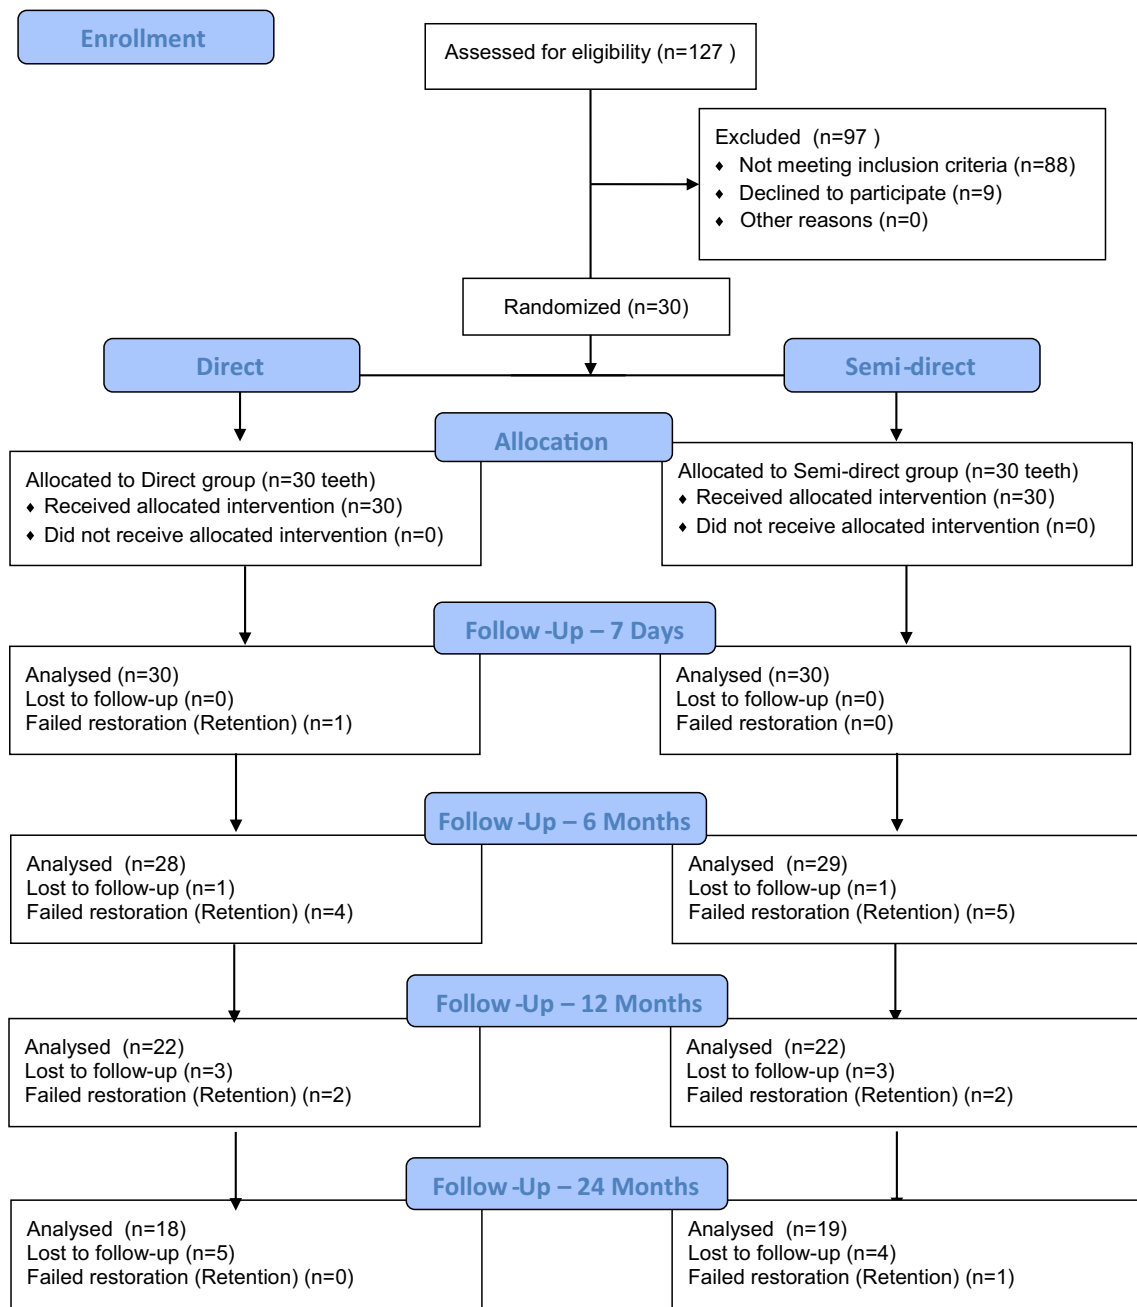 Enrollment
Assessed for eligibility (n=127 )
Excluded (n=97 )
♦ Not meeting inclusion criteria (n=88)
♦ Declined to participate (n=9)
♦ Other reasons (n=0)
Randomized (n=30)
Direct
Semi-direct
Allocation
Allocated to Direct group (n=30 teeth)
♦ Received allocated intervention (n=30)
♦ Did not receive allocated intervention (n=0)
Allocated to Semi-direct group (n=30 teeth)
♦ Received allocated intervention (n=30)
♦ Did not receive allocated intervention (n=0)
Follow-Up – 7 Days
Analysed (n=30)
Lost to follow-up (n=0)
Failed restoration (Retention) (n=1)
Analysed (n=30)
Lost to follow-up (n=0)
Failed restoration (n=0)
Follow-Up – 6 Months
Analysed (n=28)
Lost to follow-up (n=1)
Failed restoration (Retention) (n=4)
Analysed (n=29)
Lost to follow-up (n=1)
Failed restoration (Retention) (n=5)
Follow-Up – 12 Months
Analysed (n=22)
Lost to follow-up (n=3)
Failed restoration (Retention) (n=2)
Analysed (n=22)
Lost to follow-up (n=3)
Failed restoration (Retention) (n=2)
Follow-Up – 24 Months
Analysed (n=18)
Lost to follow-up (n=5)
Failed restoration (Retention) (n=0)
Analysed (n=19)
Lost to follow-up (n=4)
Failed restoration (Retention) (n=1)